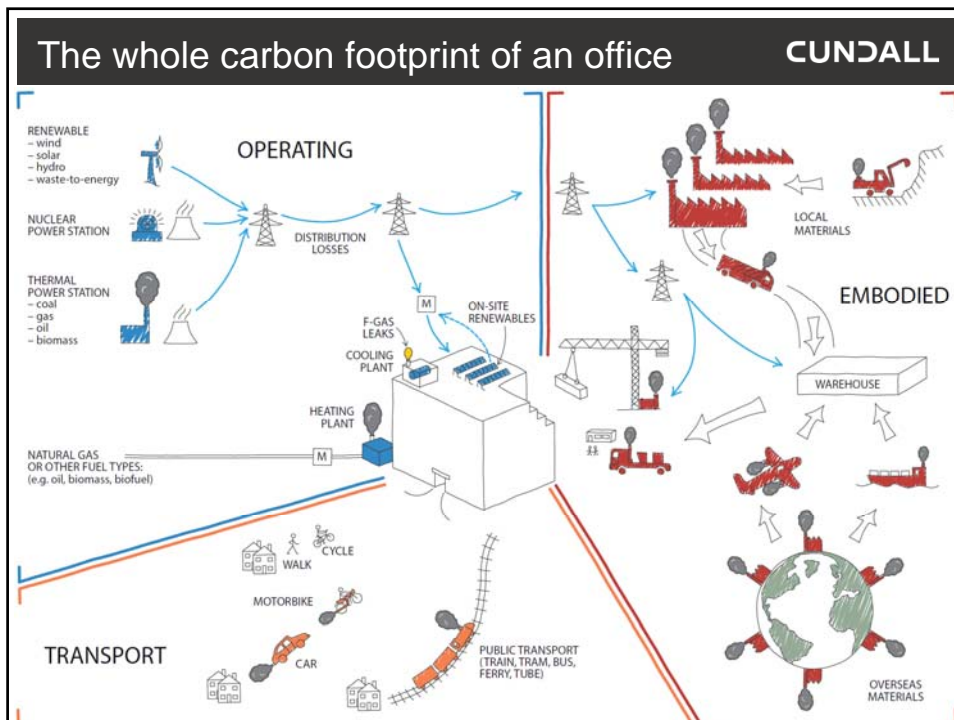 The whole carbon footprint of an office
CUNDALL
RENEWABLE
– wind
– solar
– hydro
– waste-to-energy
OPERATING
NUCLEAR
POWER STATION
DISTRIBUTION
LOSSES
THERMAL
POWER STATION
– coal
– gas
– oil
– biomass
M
ON-SITE
RENEWABLES
F-GAS
LEAKS
COOLING
PLANT
HEATING
PLANT
NATURAL GAS
OR OTHER FUEL TYPES:
(e.g. oil, biomass, biofuel)
M
LOCAL
MATERIALS
EMBODIED
WAREHOUSE
OVERSEAS
MATERIALS
TRANSPORT
WALK
CYCLE
MOTORBIKE
CAR
PUBLIC TRANSPORT
(TRAIN, TRAM, BUS,
FERRY, TUBE)